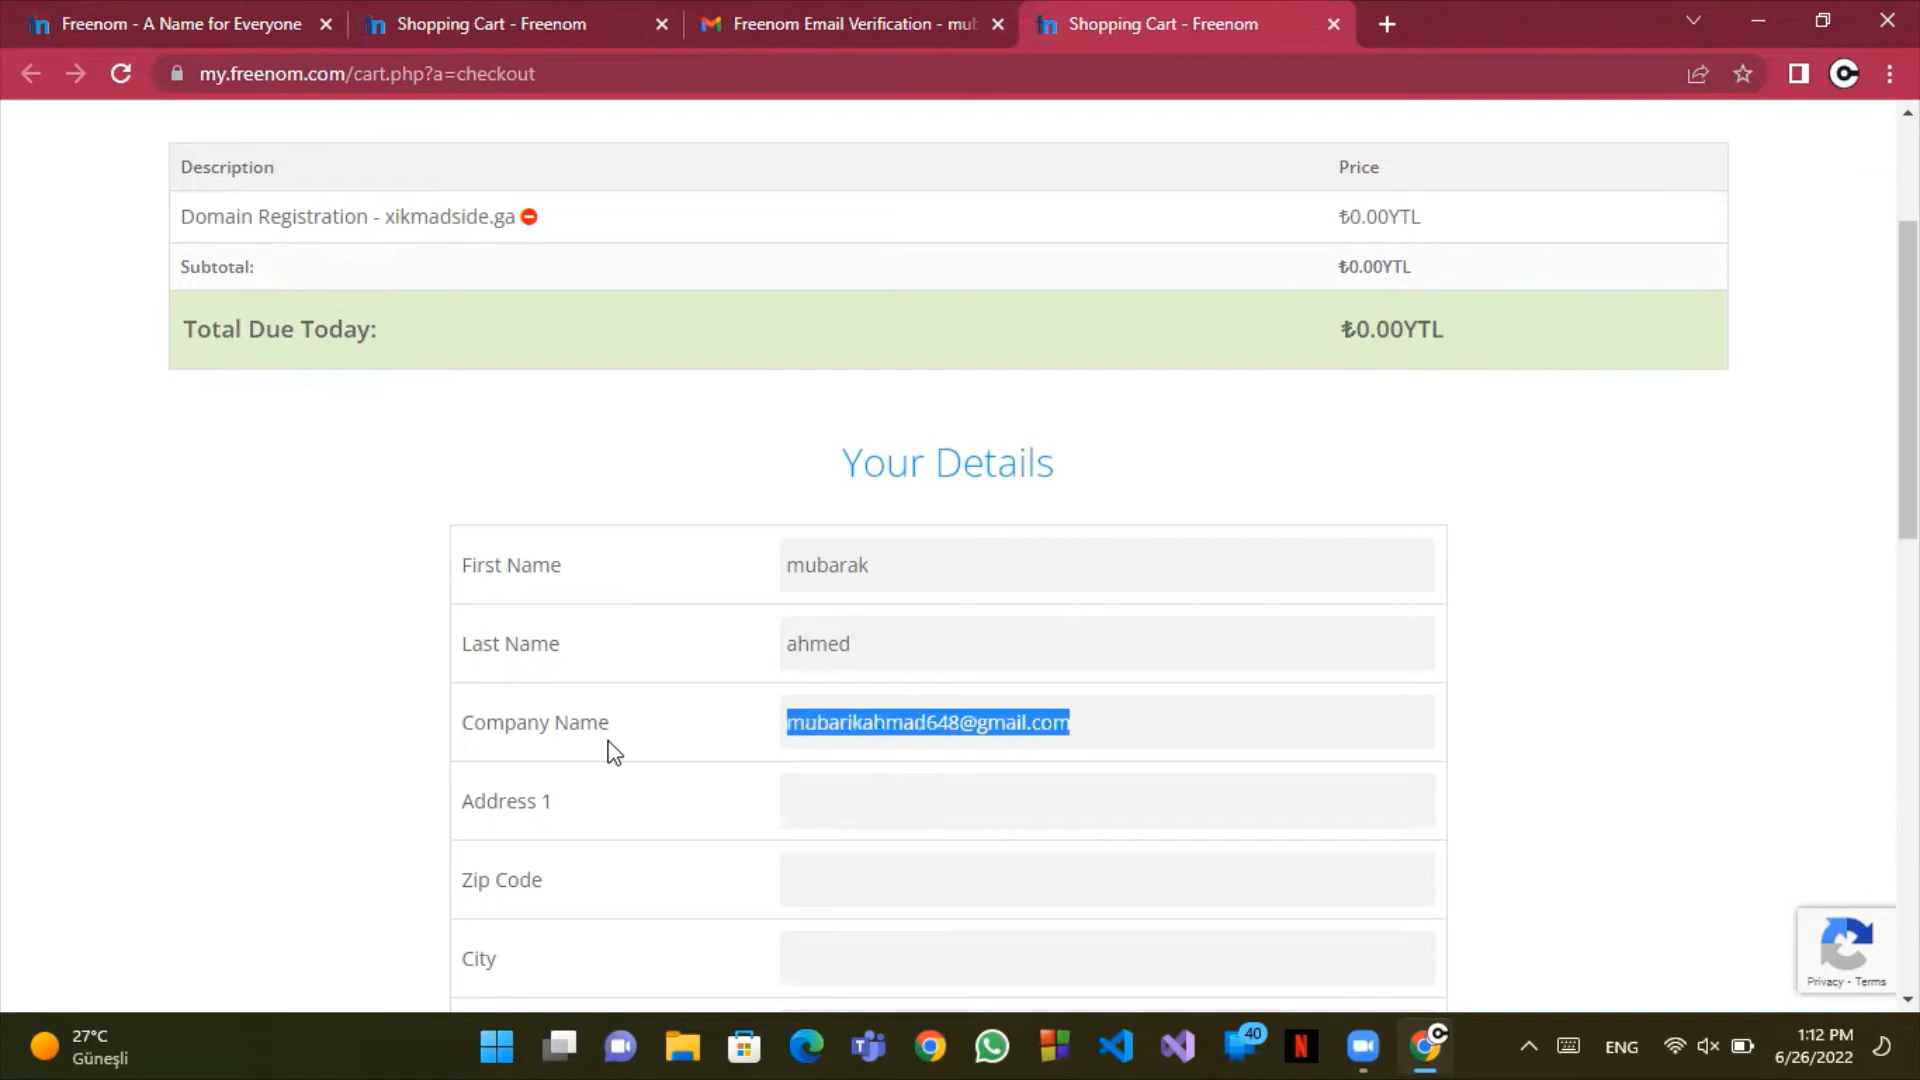 Freenom - A Name for Everyone
Shopping Cart - Freenom
Freenom Email Verification - mub
Shopping Cart - Freenom
my.freenom.com/cart.php?a=checkout
Description Price
Domain Registration - xikmadside.ga ₺0.00YTL
Subtotal: ₺0.00YTL
Total Due Today: ₺0.00YTL
Your Details
First Name mubarak
Last Name ahmed
Company Name mubarikahmad648@gmail.com
Address 1
Zip Code
City
Privacy - Terms
27°C
Güneşli
40
ENG
1:12 PM
6/26/2022